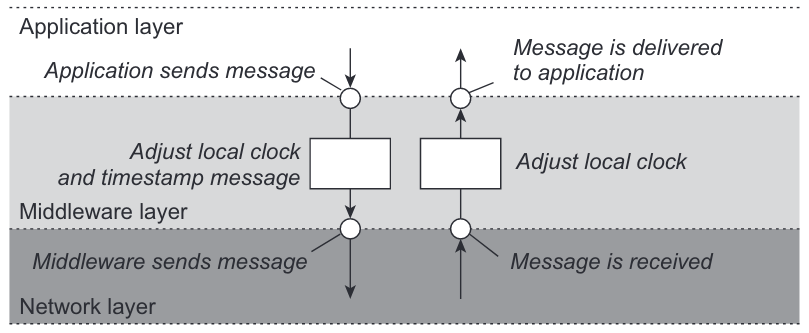 Application layer
Application sends message
Message is delivered
to application
Adjust local clock
and timestamp message
Adjust local clock
Middleware layer
Middleware sends message
Message is received
Network layer